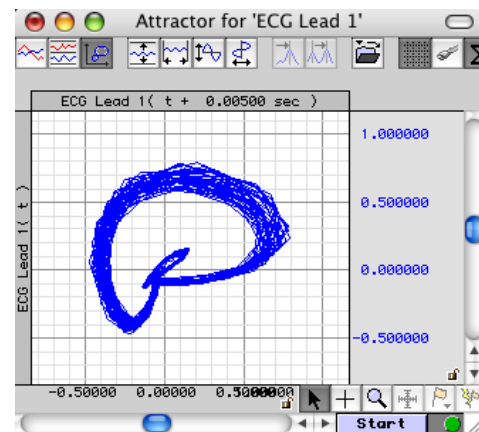 Attractor for 'ECG Lead 1'
Σ
ECG Lead 1( t + 0.00500 sec )
ECG Lead 1( t )
1.000000
0.500000
0.000000
-0.500000
-0.50000 0.00000
Start